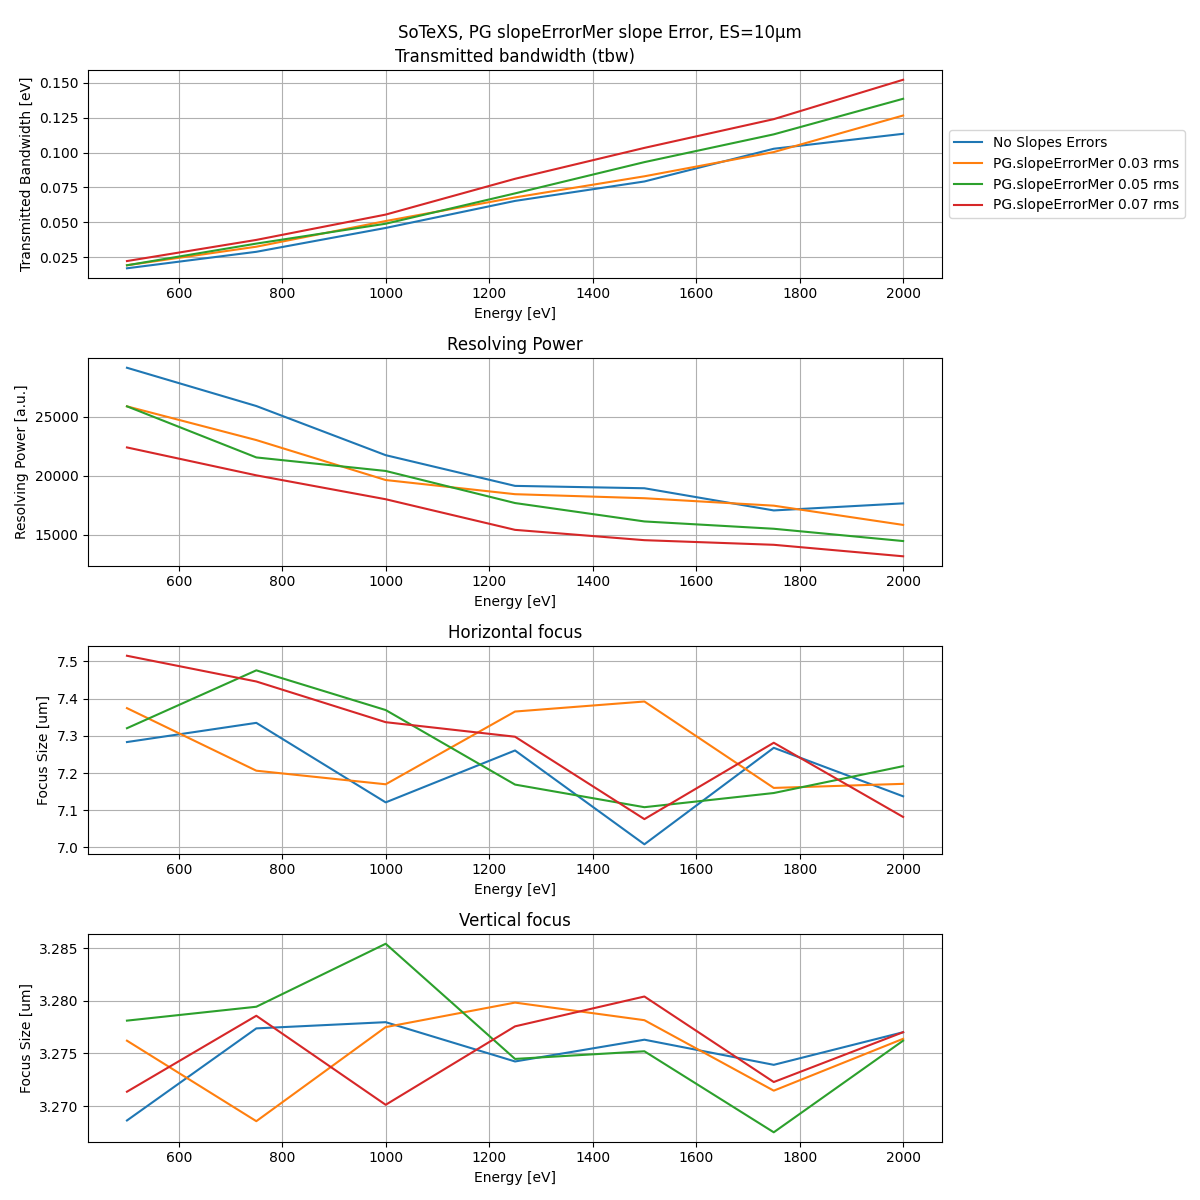 SoTeXS, PG slopeErrorMer slope Error, ES=10μm
Transmitted bandwidth (tbw)
Transmitted Bandwidth [eV]
0.150
0.125
0.100
0.075
0.050
0.025
600 800 1000 1200 1400 1600 1800 2000
Energy [eV]
No Slopes Errors
PG.slopeErrorMer 0.03 rms
PG.slopeErrorMer 0.05 rms
PG.slopeErrorMer 0.07 rms
Resolving Power
Resolving Power [a.u.]
25000
20000
15000
600 800 1000 1200 1400 1600 1800 2000
Energy [eV]
Horizontal focus
Focus Size [um]
7.5
7.4
7.3
7.2
7.1
7.0
600 800 1000 1200 1400 1600 1800 2000
Energy [eV]
Vertical focus
Focus Size [um]
3.285
3.280
3.275
3.270
600 800 1000 1200 1400 1600 1800 2000
Energy [eV]